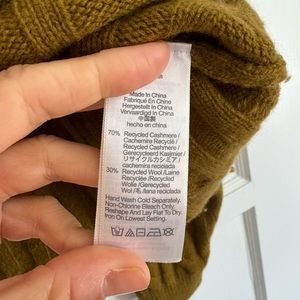 Made In China
Fabriqué En Chine
Hergestellt In China
Vervaardigd In China
中国製
hecho en china
70% Recycled Cashmere /
Cachemire Recyclé /
Recycled Cashmere /
Gerecycleerd Kasjmier /
リサイクルカシミア /
cachemira reciclada
30% Recycled Wool /Laine
Recyclée /Recycled
Wolle /Gerecycled
Wol /lana reciclada
Hand Wash Cold Separately.
Non-Chlorine Bleach Only.
Reshape And Lay Flat To Dry.
Iron On Lowest Setting.